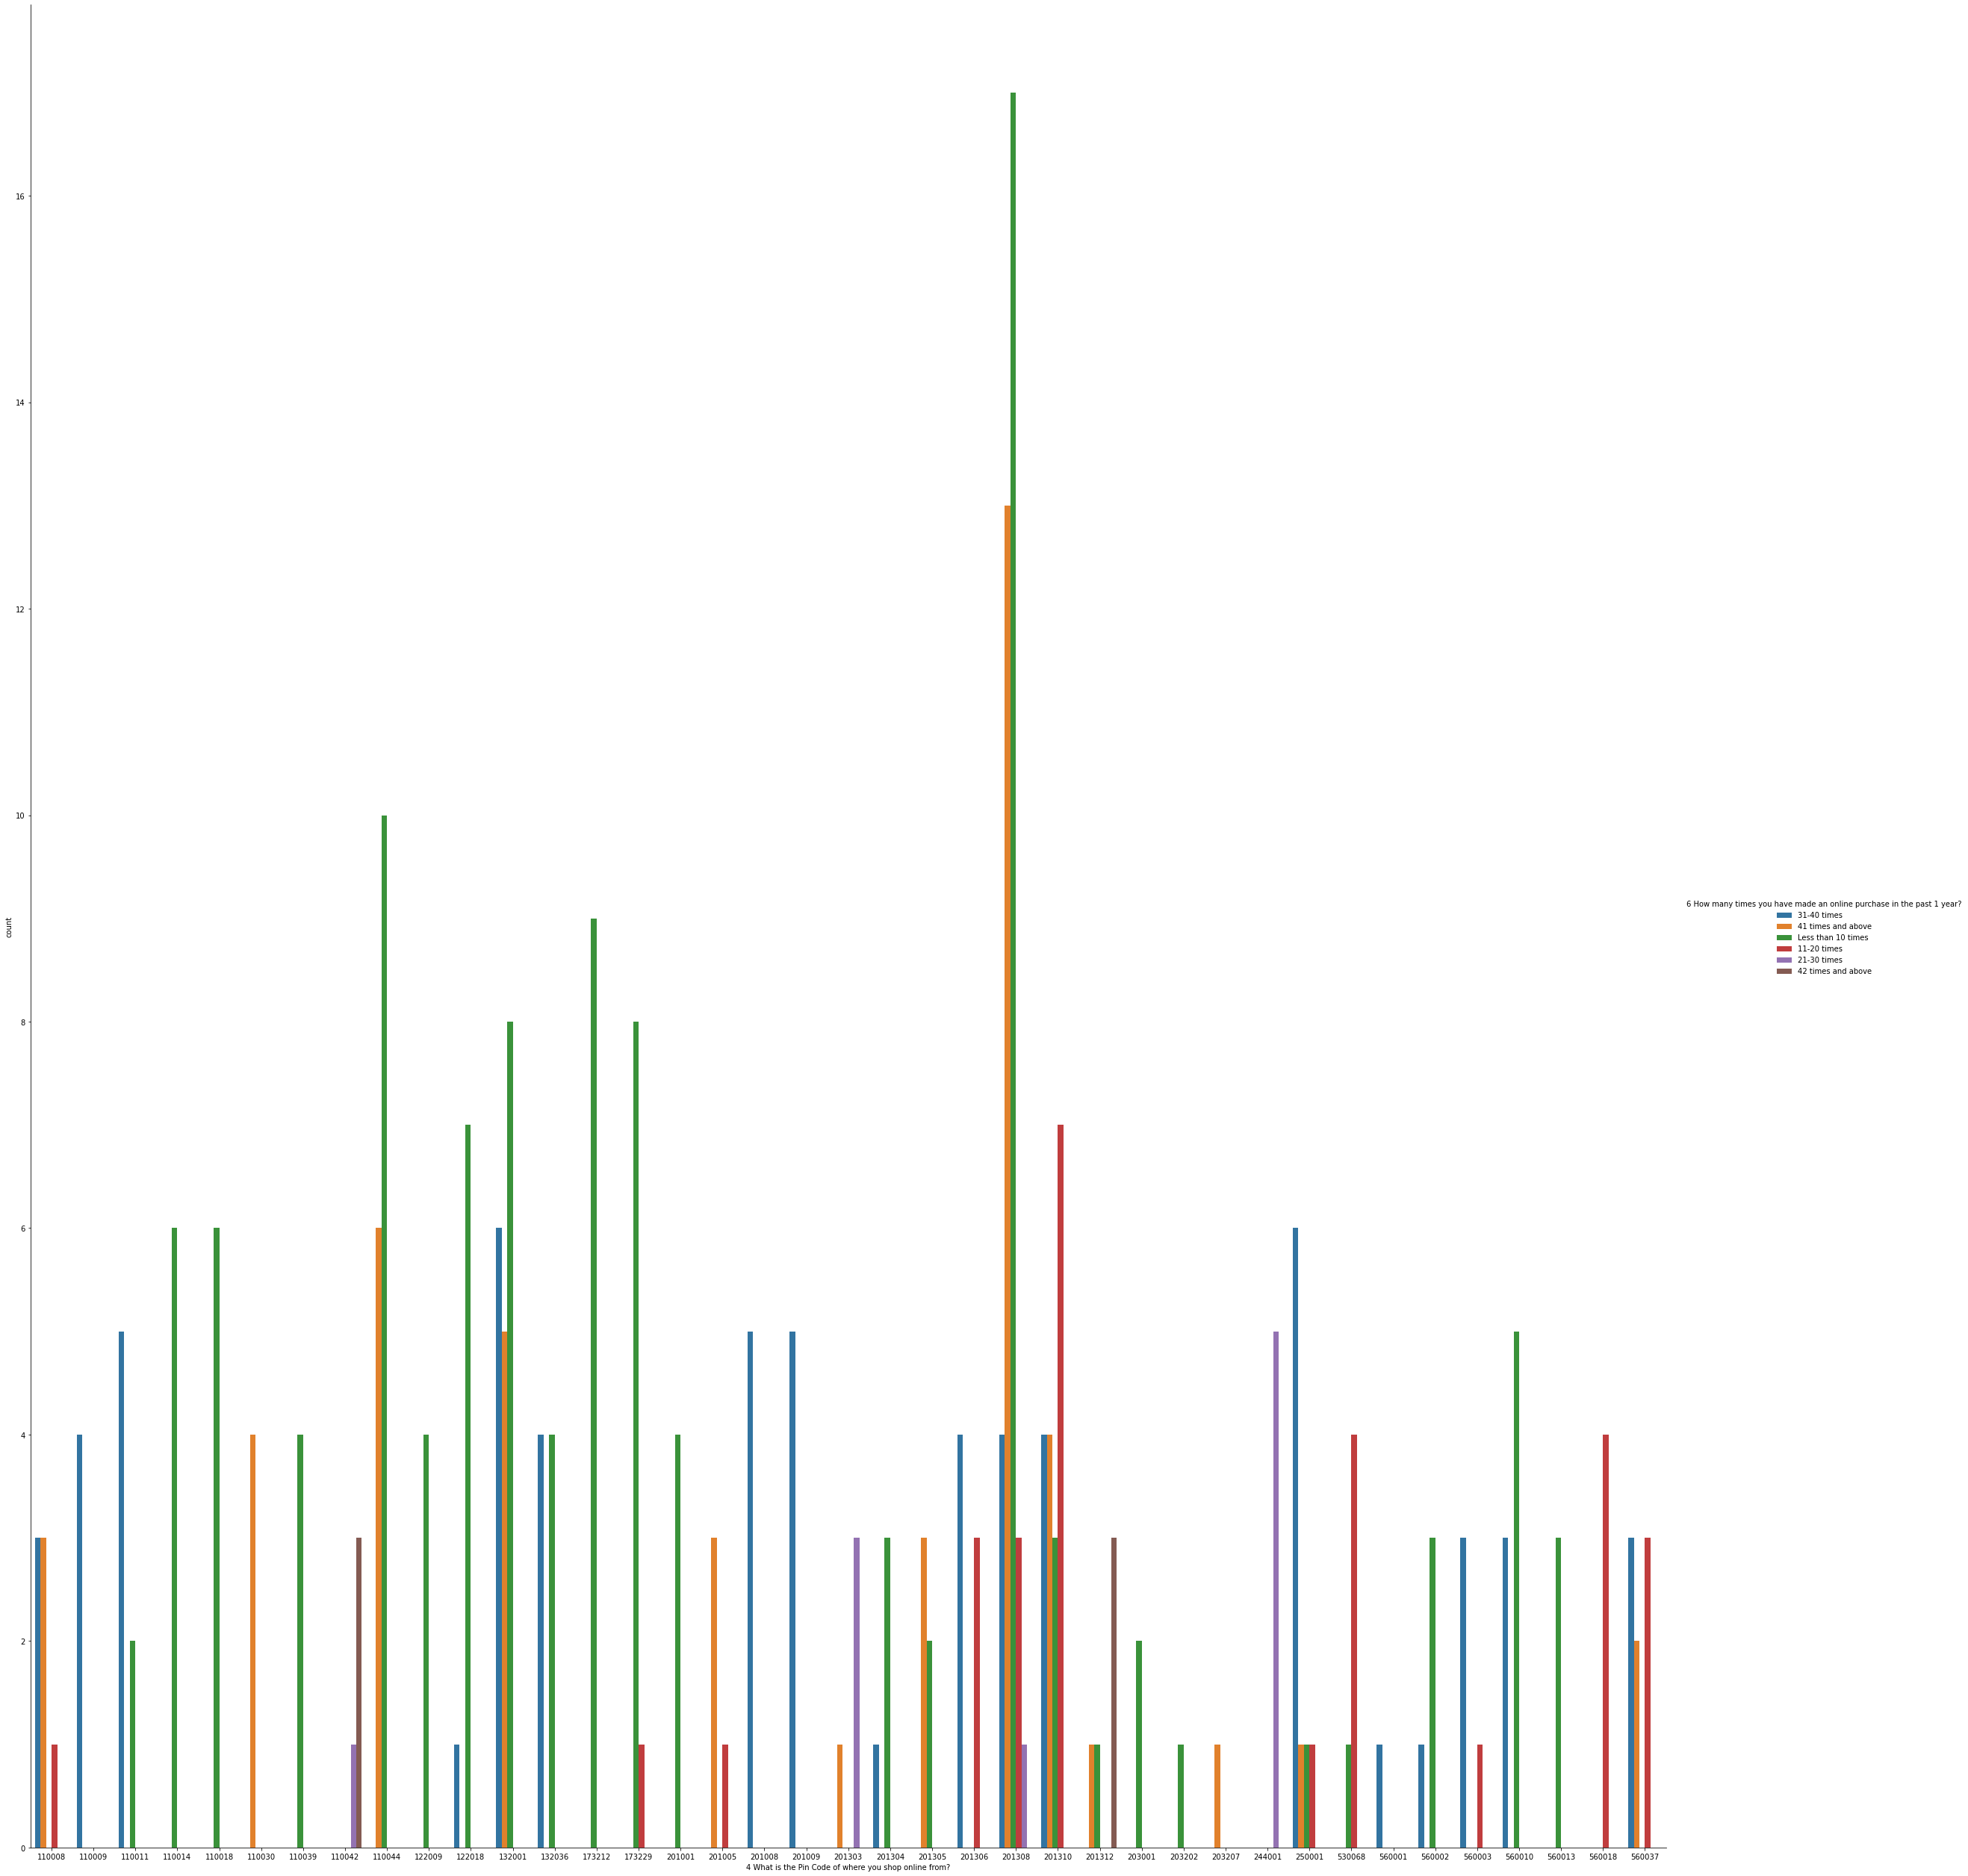 16
14
12
10
8
6
4
2
0
count
110008 110009 110011 110014 110018 110030 110039 110042 110044 122009 122018 132001 132036 173212 173229 201001 201005 201008 201009 201303 201304 201305 201306 201308 201310 201312 203001 203202 203207 244001 250001 530068 560001 560002 560003 560010 560013 560018 560037
4 What is the Pin Code of where you shop online from?
6 How many times you have made an online purchase in the past 1 year?
31-40 times
41 times and above
Less than 10 times
11-20 times
21-30 times
42 times and above